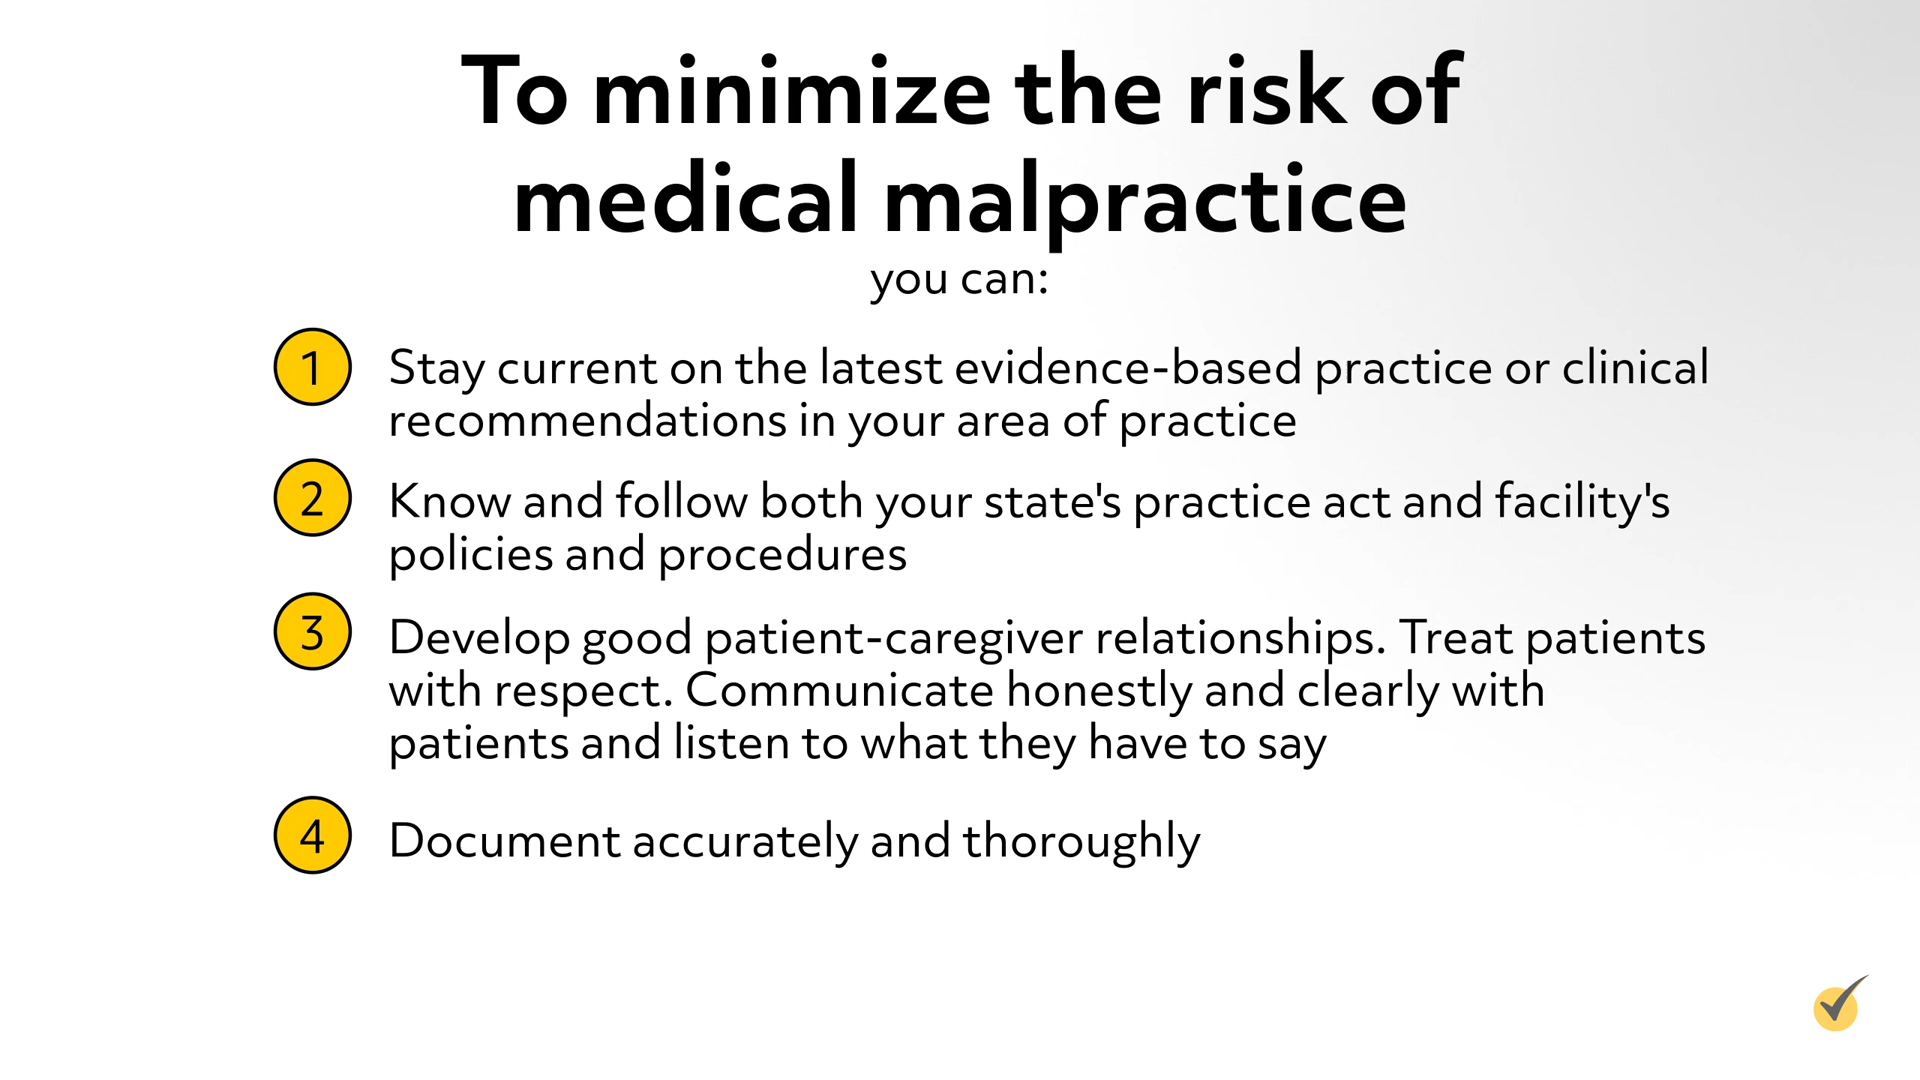 To minimize the risk of
medical malpractice
you can:
1 Stay current on the latest evidence-based practice or clinical
recommendations in your area of practice
2 Know and follow both your state's practice act and facility's
policies and procedures
3 Develop good patient-caregiver relationships. Treat patients
with respect. Communicate honestly and clearly with
patients and listen to what they have to say
4 Document accurately and thoroughly